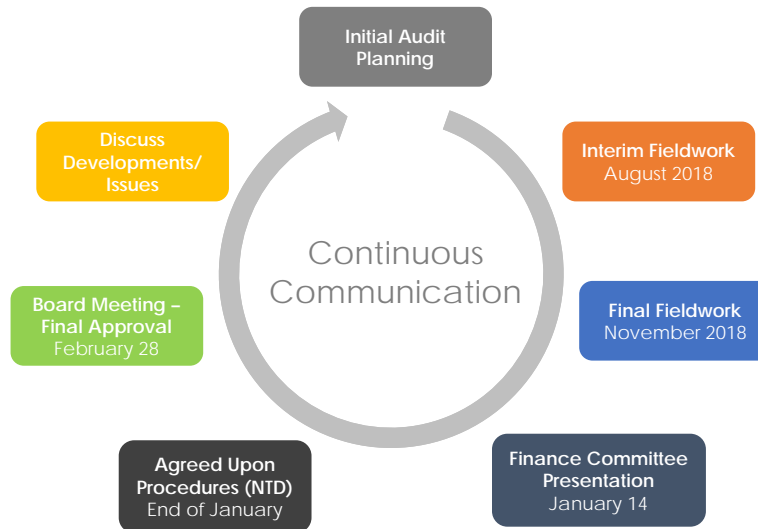 Initial Audit
Planning
Interim Fieldwork
August 2018
Final Fieldwork
November 2018
Finance Committee
Presentation
January 14
Agreed Upon
Procedures (NTD)
End of January
Board Meeting –
Final Approval
February 28
Discuss
Developments/
Issues
Continuous
Communication